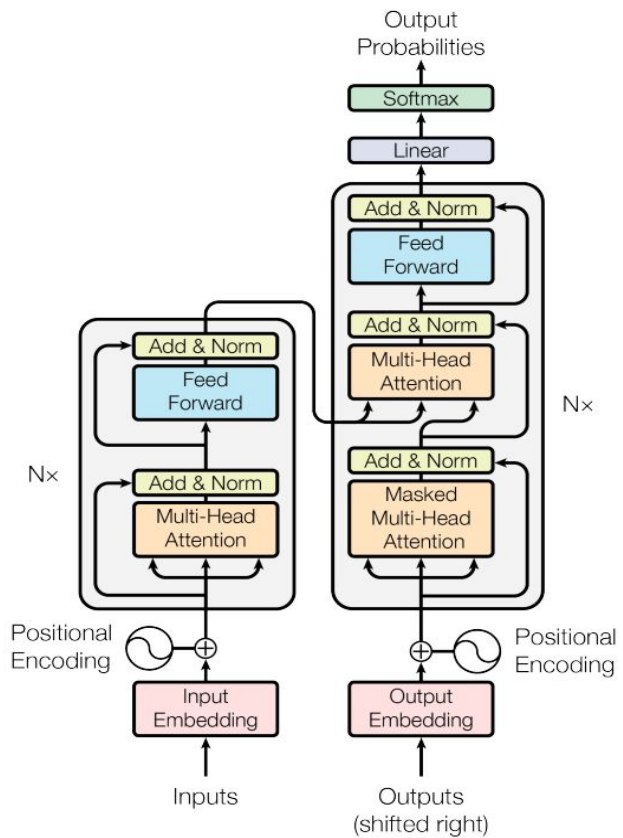 Output
Probabilities
Softmax
Linear
Add & Norm
Feed
Forward
Add & Norm
Multi-Head
Attention
Add & Norm
Masked
Multi-Head
Attention
N×
Add & Norm
Feed
Forward
Add & Norm
Multi-Head
Attention
N×
Positional
Encoding
Positional
Encoding
Input
Embedding
Output
Embedding
Inputs
Outputs
(shifted right)